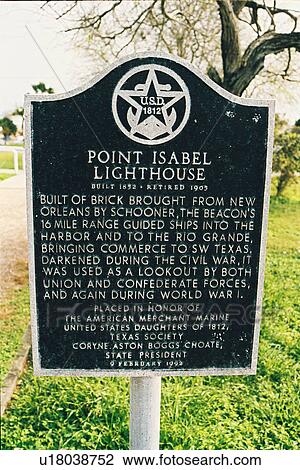 U.S.D.
1812
POINT ISABEL
LIGHTHOUSE
BUILT 1852 • RETIRED 1905
BUILT OF BRICK BROUGHT FROM NEW
ORLEANS BY SCHOONER, THE BEACON'S
16 MILE RANGE GUIDED SHIPS INTO THE
HARBOR AND TO THE RIO GRANDE,
BRINGING COMMERCE TO SW TEXAS.
DARKENED DURING THE CIVIL WAR, IT
WAS USED AS A LOOKOUT BY BOTH
UNION AND CONFEDERATE FORCES,
AND AGAIN DURING WORLD WAR I.
PLACED IN HONOR OF
THE AMERICAN MERCHANT MARINE
UNITED STATES DAUGHTERS OF 1812,
TEXAS SOCIETY
CORYNE ASTON BOGGS CHOATE,
STATE PRESIDENT
9 FEBRUARY 1992
Fotosearch
u18038752 www.fotosearch.com